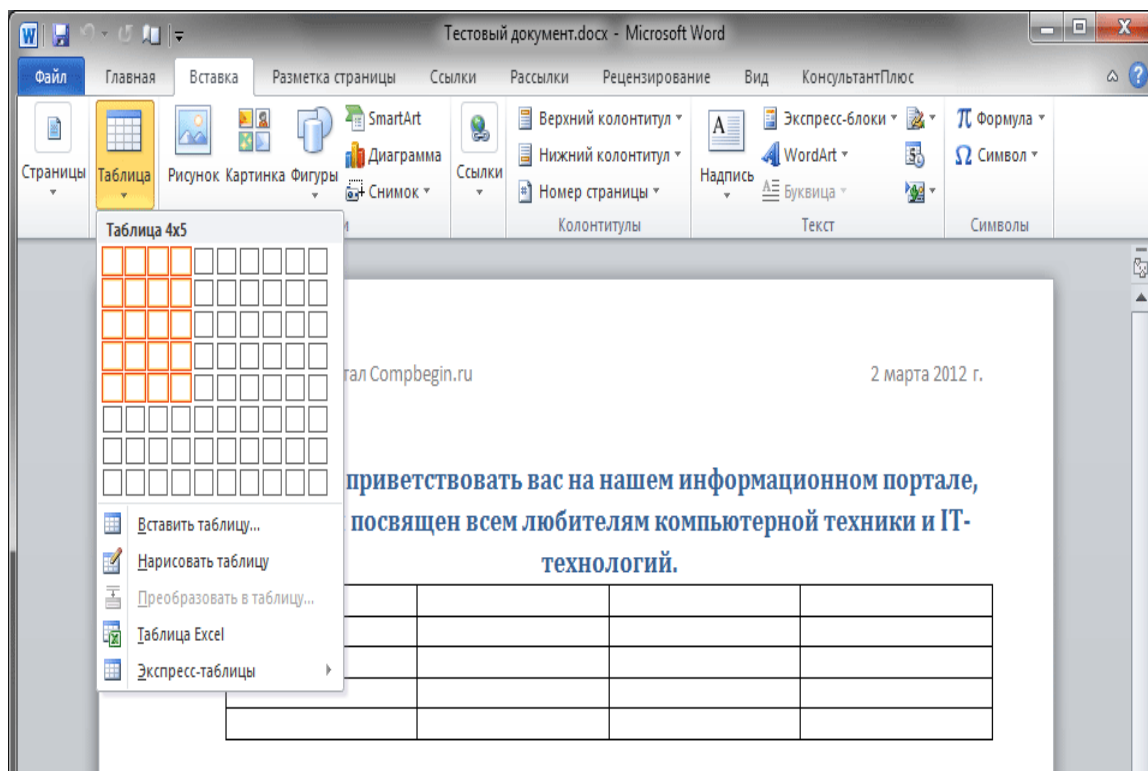 Тестовый документ.docx - Microsoft Word
Файл Главная Вставка Разметка страницы Ссылки Рассылки Рецензирование Вид КонсультантПлюс
Страницы
Таблица
Рисунок Картинка Фигуры
SmartArt
Диаграмма
Снимок
Ссылки
Верхний колонтитул
Нижний колонтитул
Номер страницы
Колонтитулы
Надпись
Экспресс-блоки
WordArt
Буквица
Текст
π Формула
Ω Символ
Символы
Таблица 4x5
Вставить таблицу...
Нарисовать таблицу
Преобразовать в таблицу...
Таблица Excel
Экспресс-таблицы
Compbegin.ru 2 марта 2012 г.
приветствовать вас на нашем информационном портале,
посвящен всем любителям компьютерной техники и IT-
технологий.